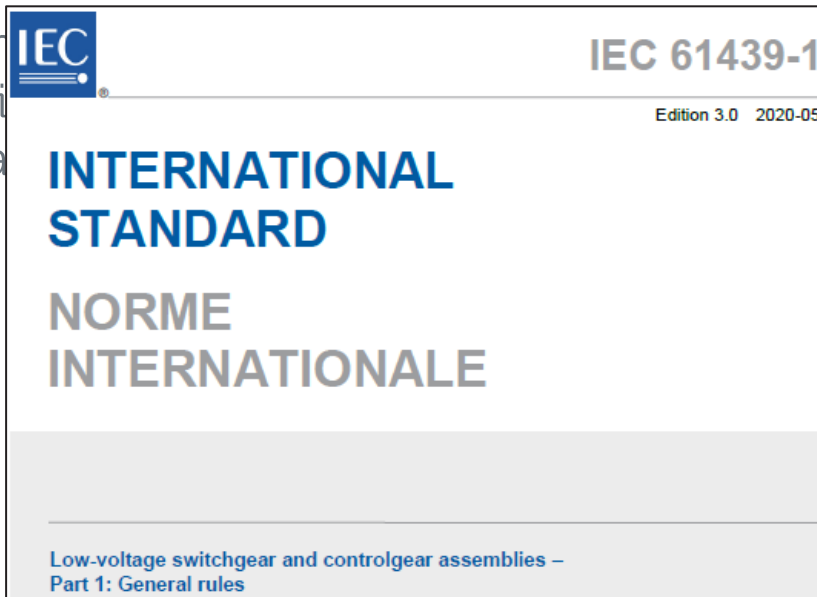 IEC
®
IEC 61439-1
Edition 3.0 2020-05
INTERNATIONAL
STANDARD
NORME
INTERNATIONALE
Low-voltage switchgear and controlgear assemblies –
Part 1: General rules